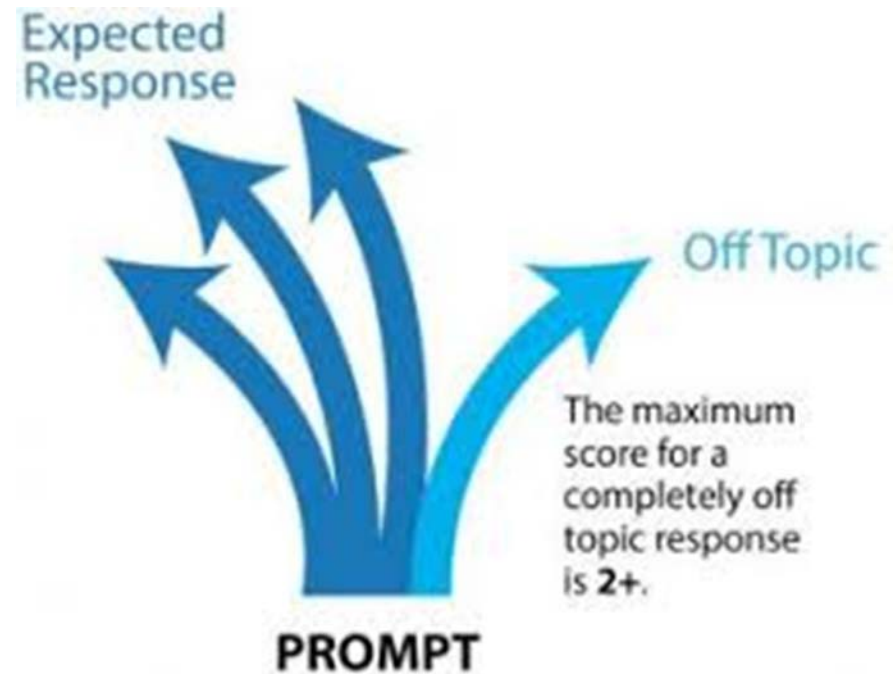 Expected
Response
Off Topic
The maximum
score for a
completely off
topic response
is 2+.
PROMPT